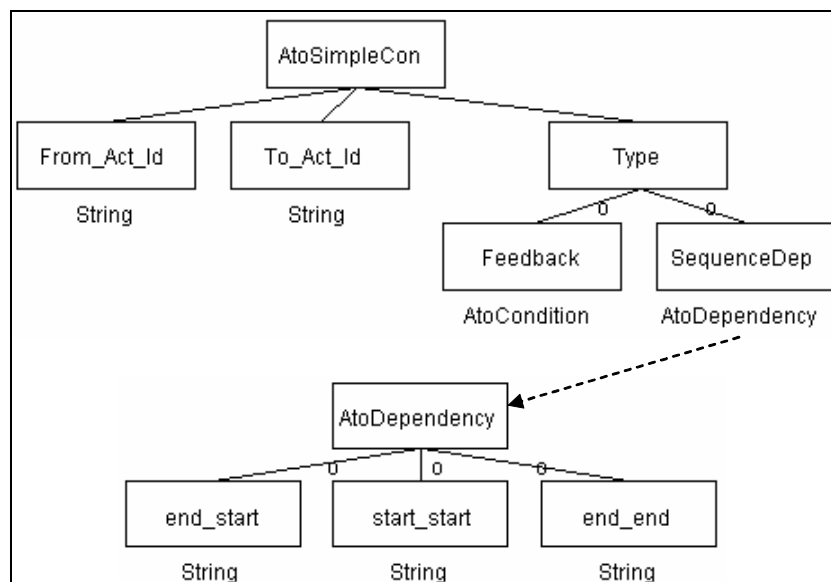 AtoSimpleCon
From_Act_Id To_Act_Id Type
String String
0 0
Feedback SequenceDep
AtoCondition AtoDependency
AtoDependency
0 0 0
end_start start_start end_end
String String String